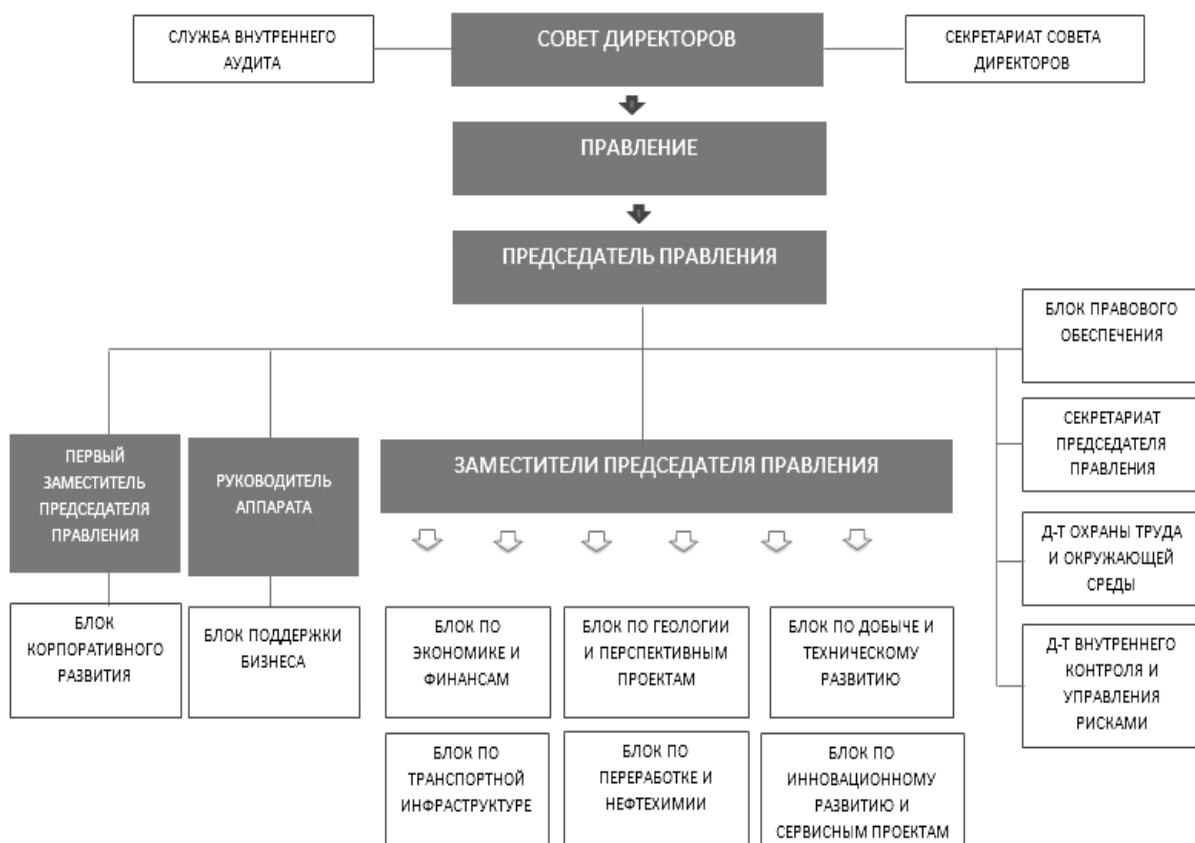 СЛУЖБА ВНУТРЕННЕГО
АУДИТА
СОВЕТ ДИРЕКТОРОВ
СЕКРЕТАРИАТ СОВЕТА
ДИРЕКТОРОВ
ПРАВЛЕНИЕ
ПРЕДСЕДАТЕЛЬ ПРАВЛЕНИЯ
БЛОК ПРАВОВОГО
ОБЕСПЕЧЕНИЯ
СЕКРЕТАРИАТ
ПРЕДСЕДАТЕЛЯ
ПРАВЛЕНИЯ
Д-Т ОХРАНЫ ТРУДА
И ОКРУЖАЮЩЕЙ
СРЕДЫ
Д-Т ВНУТРЕННЕГО
КОНТРОЛЯ И
УПРАВЛЕНИЯ
РИСКАМИ
ПЕРВЫЙ
ЗАМЕСТИТЕЛЬ
ПРЕДСЕДАТЕЛЯ
ПРАВЛЕНИЯ
РУКОВОДИТЕЛЬ
АППАРАТА
ЗАМЕСТИТЕЛИ ПРЕДСЕДАТЕЛЯ ПРАВЛЕНИЯ
БЛОК
КОРПОРАТИВНОГО
РАЗВИТИЯ
БЛОК ПОДДЕРЖКИ
БИЗНЕСА
БЛОК ПО
ЭКОНОМИКЕ И
ФИНАНСАМ
БЛОК ПО ГЕОЛОГИИ
И ПЕРСПЕКТИВНЫМ
ПРОЕКТАМ
БЛОК ПО ДОБЫЧЕ И
ТЕХНИЧЕСКОМУ
РАЗВИТИЮ
БЛОК ПО
ТРАНСПОРТНОЙ
ИНФРАСТРУКТУРЕ
БЛОК ПО
ПЕРЕРАБОТКЕ И
НЕФТЕХИМИИ
БЛОК ПО
ИННОВАЦИОННОМУ
РАЗВИТИЮ И
СЕРВИСНЫМ ПРОЕКТАМ